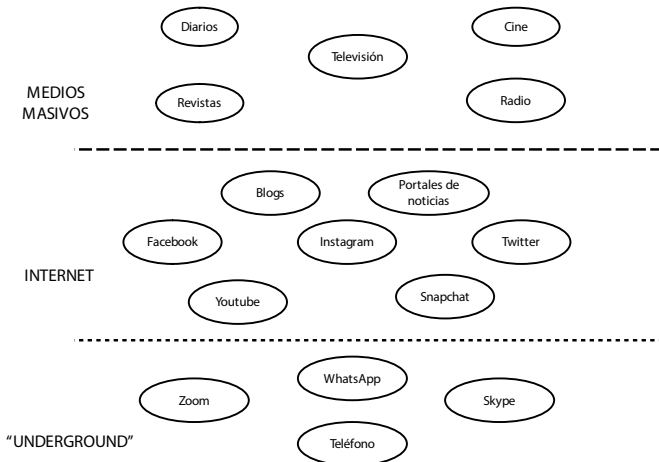 Diarios
Cine
Televisión
MEDIOS
MASIVOS
Revistas
Radio
Blogs
Portales de
noticias
Facebook
Instagram
Twitter
INTERNET
Youtube
Snapchat
WhatsApp
Zoom
Skype
“UNDERGROUND”
Teléfono